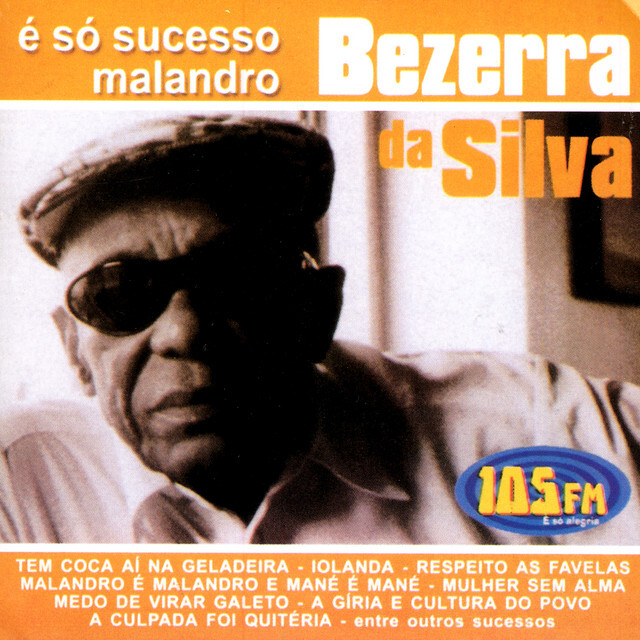 é só sucesso
malandro
Bezerra
da Silva
105 FM
É só alegria
TEM COCA AÍ NA GELADEIRA - IOLANDA - RESPEITO AS FAVELAS
MALANDRO É MALANDRO E MANÉ É MANÉ - MULHER SEM ALMA
MEDO DE VIRAR GALETO - A GÍRIA E CULTURA DO POVO
A CULPADA FOI QUITÉRIA - entre outros sucessos